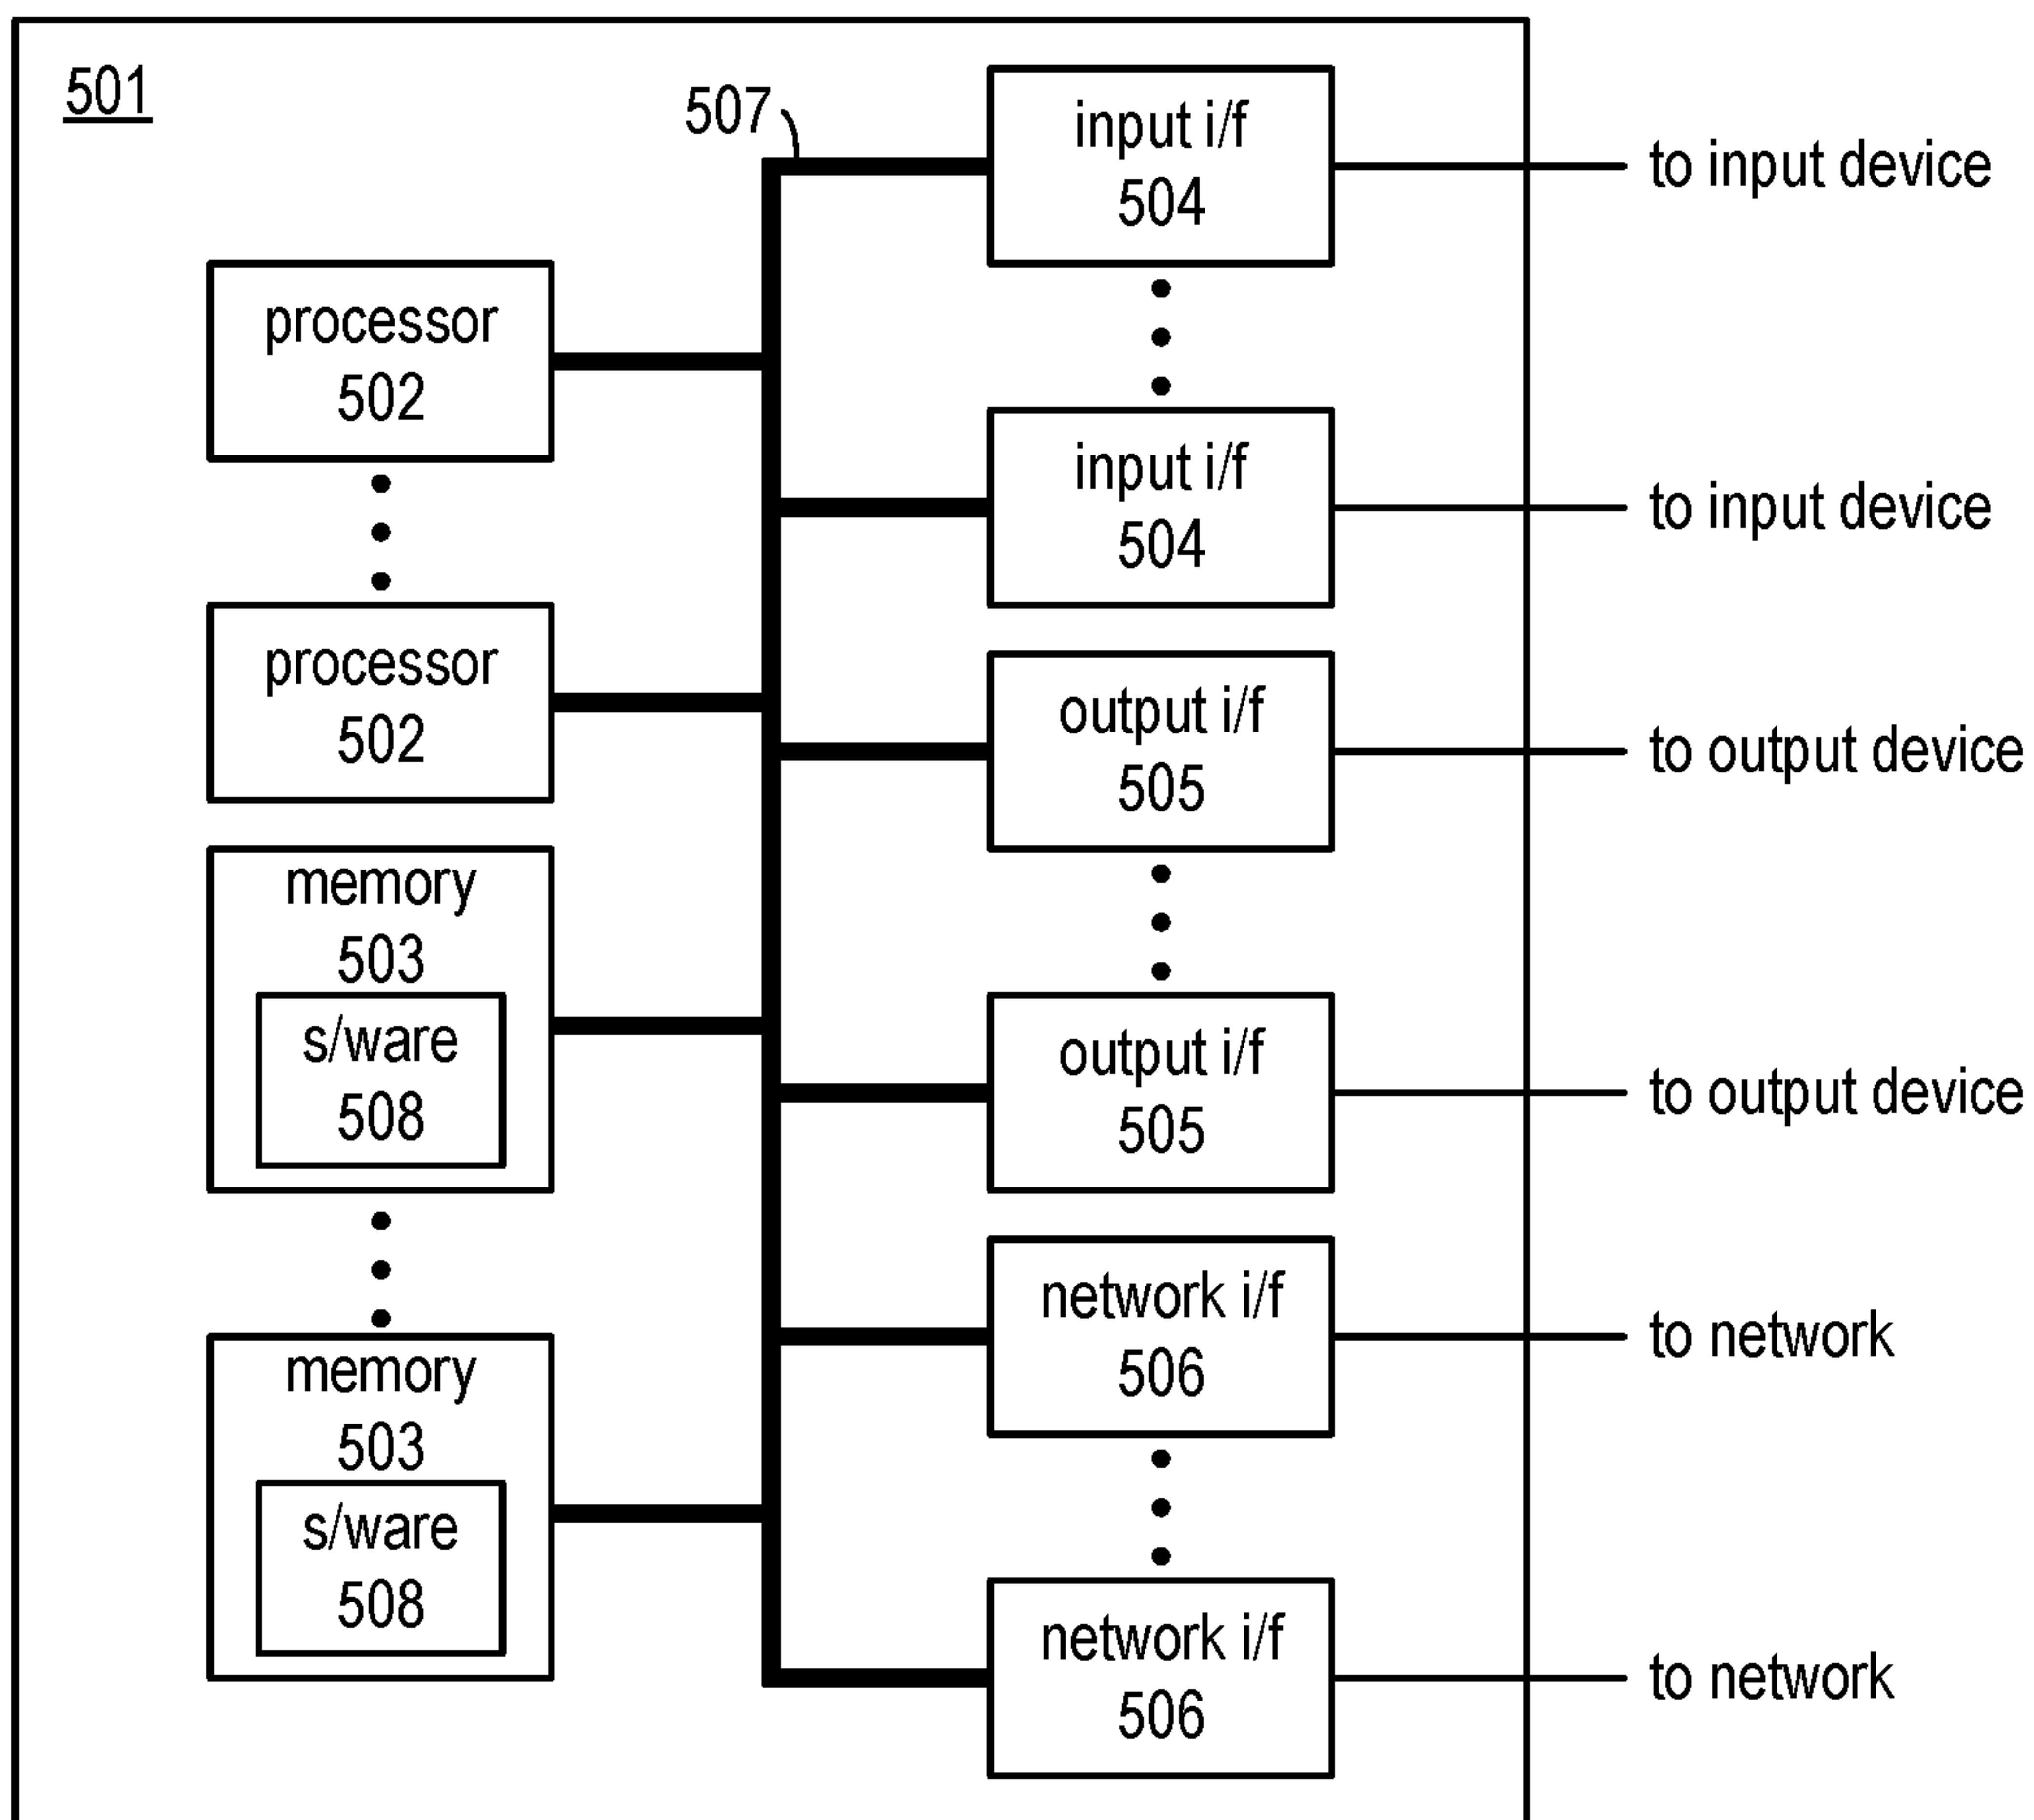 501
507
input i/f
504
to input device
processor
502
input i/f
504
to input device
processor
502
output i/f
505
to output device
memory
503
s/ware
508
output i/f
505
to output device
network i/f
506
to network
memory
503
s/ware
508
network i/f
506
to network